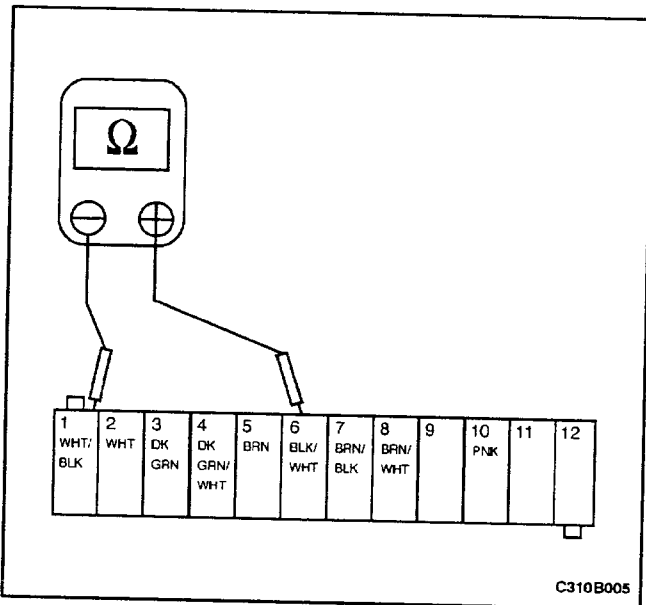 Ω
1 2 3 4 5 6 7 8 9 10 11 12
WHT/ WHT DK DK BRN BLK/ BRN/ BRN/ PNK
BLK GRN GRN/ WHT BLK WHT
WHT
C310B005